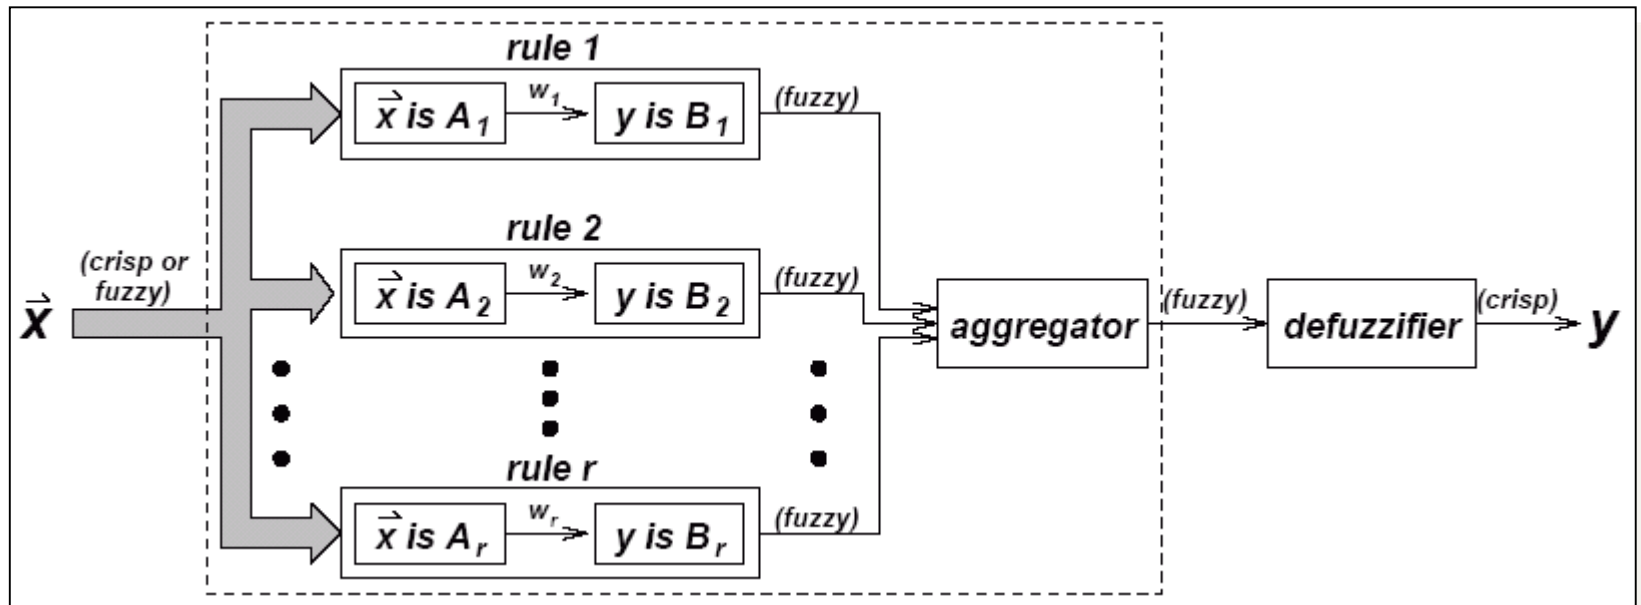 rule 1
x⃗ is A₁
w₁
y is B₁
(fuzzy)
rule 2
x⃗ is A₂
w₂
y is B₂
(fuzzy)
(crisp or
fuzzy)
x⃗
aggregator
(fuzzy)
defuzzifier
(crisp)
y
rule r
x⃗ is Aᵣ
wᵣ
y is Bᵣ
(fuzzy)